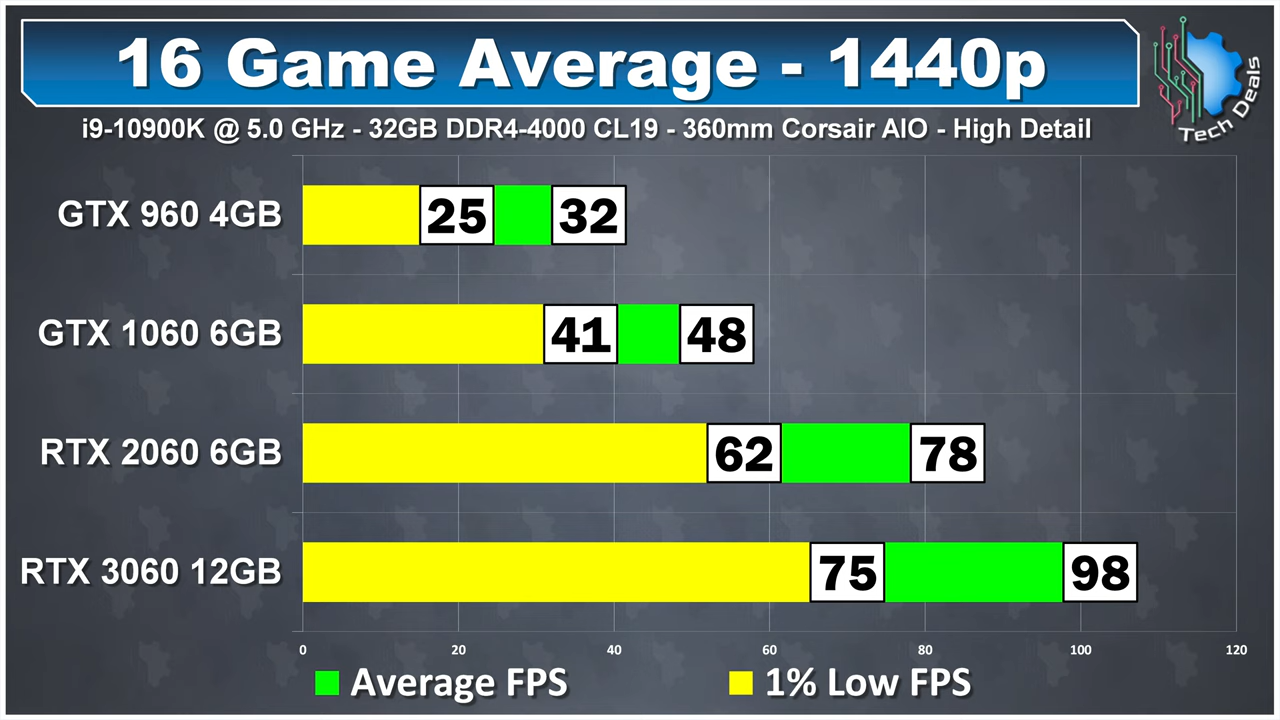 16 Game Average - 1440p
Tech Deals
i9-10900K @ 5.0 GHz - 32GB DDR4-4000 CL19 - 360mm Corsair AIO - High Detail
GTX 960 4GB 25 32
GTX 1060 6GB 41 48
RTX 2060 6GB 62 78
RTX 3060 12GB 75 98
0 20 40 60 80 100 120
Average FPS 1% Low FPS